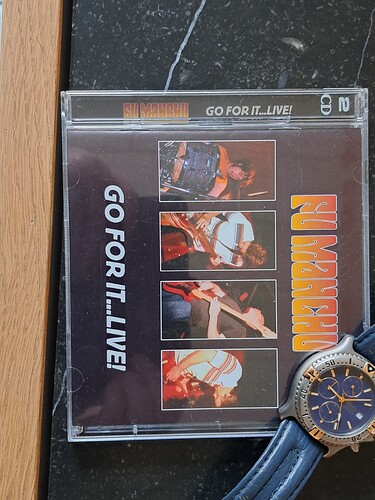 FU MANCHU GO FOR IT...LIVE! 2 CD
FU MANCHU
GO FOR IT...LIVE!